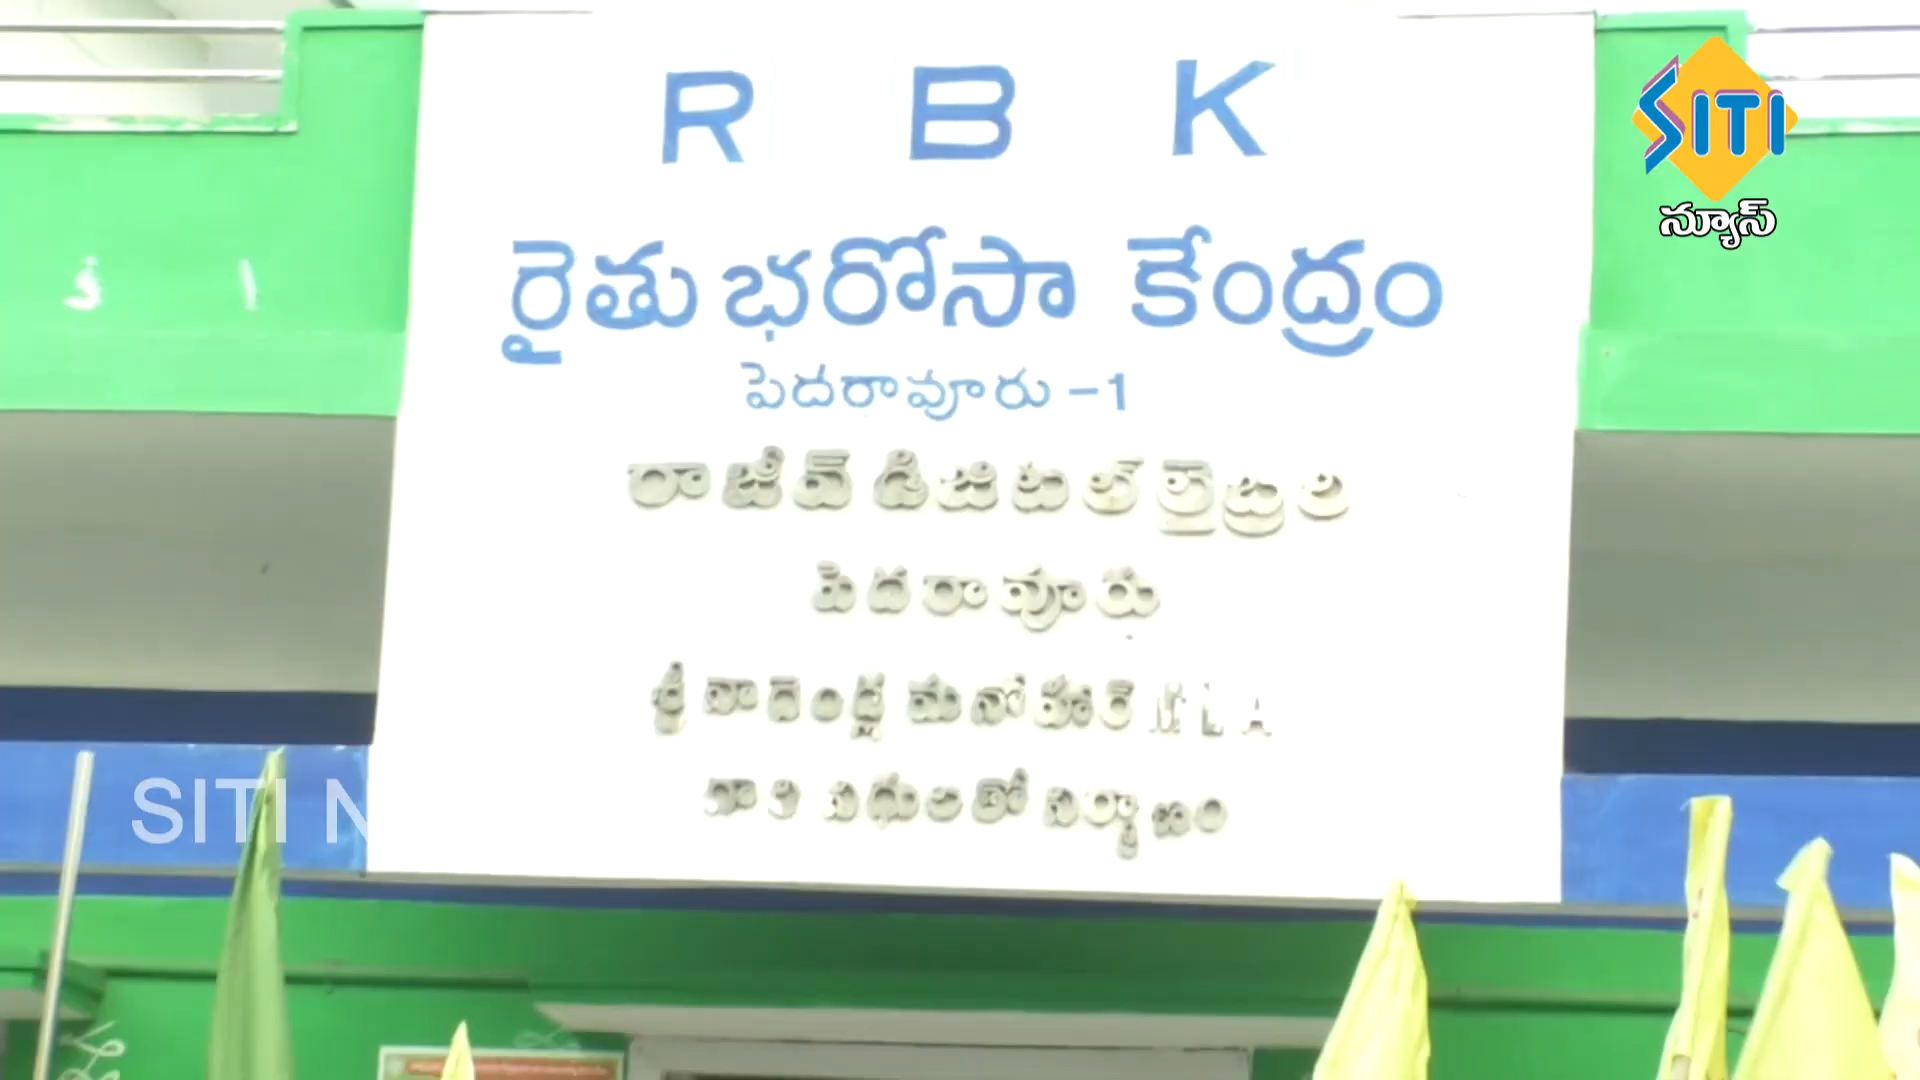 R B K
రైతు భరోసా కేంద్రం
పెదరావూరు -1
రాజీవ్ డిజిటల్ లైబ్రరి
పెదరావూరు
శ్రీ నాదెండ్ల మనోహర్ MLA
వారి నిధులతో నిర్మాణం
SITI
న్యూస్
SITI N